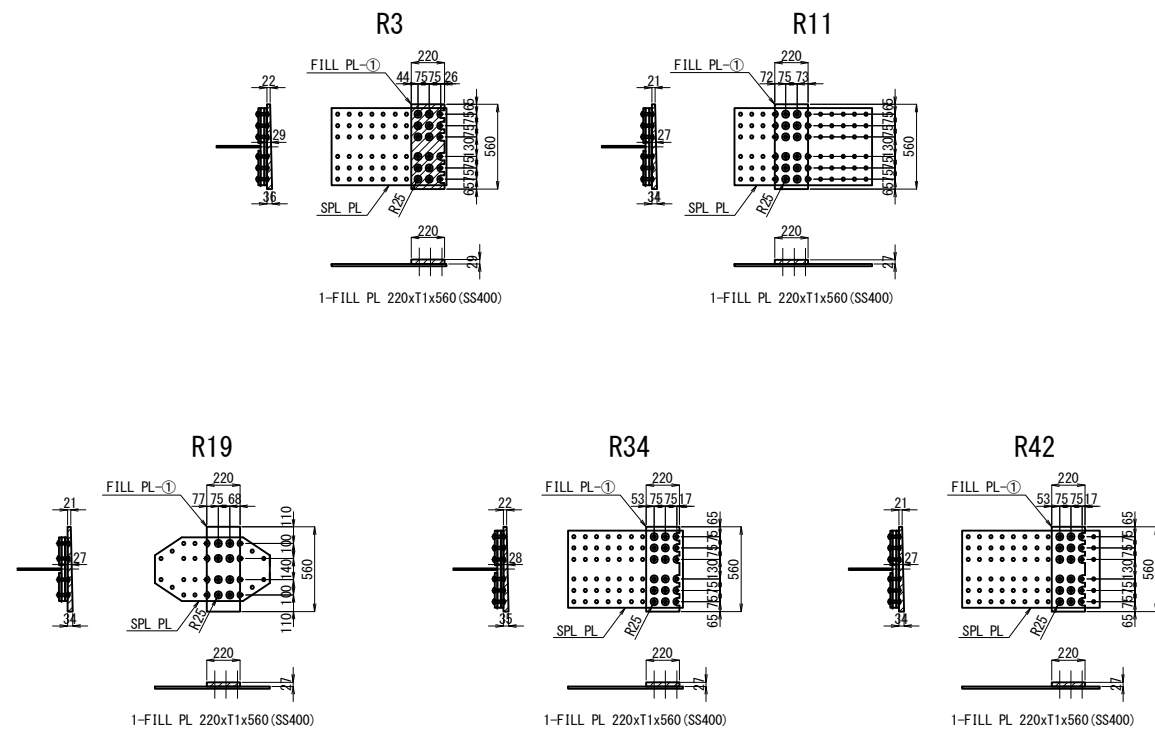 R3
FILL PL-①
220
44 75 75 26
22
29
36
65
75
75
130
75
75
65
560
SPL PL
R25
220
29
1-FILL PL 220xT1x560(SS400)
R11
FILL PL-①
220
72 75 73
21
27
34
65
75
75
130
75
75
65
560
SPL PL
R25
220
27
1-FILL PL 220xT1x560(SS400)
R19
FILL PL-①
220
77 75 68
21
27
34
110
100
140
100
110
560
SPL PL
R25
220
27
1-FILL PL 220xT1x560(SS400)
R34
FILL PL-①
220
53 75 75 17
22
28
35
65
75
75
130
75
75
65
560
SPL PL
R25
220
27
1-FILL PL 220xT1x560(SS400)
R42
FILL PL-①
220
53 75 75 17
21
27
34
65
75
75
130
75
75
65
560
SPL PL
R25
220
27
1-FILL PL 220xT1x560(SS400)